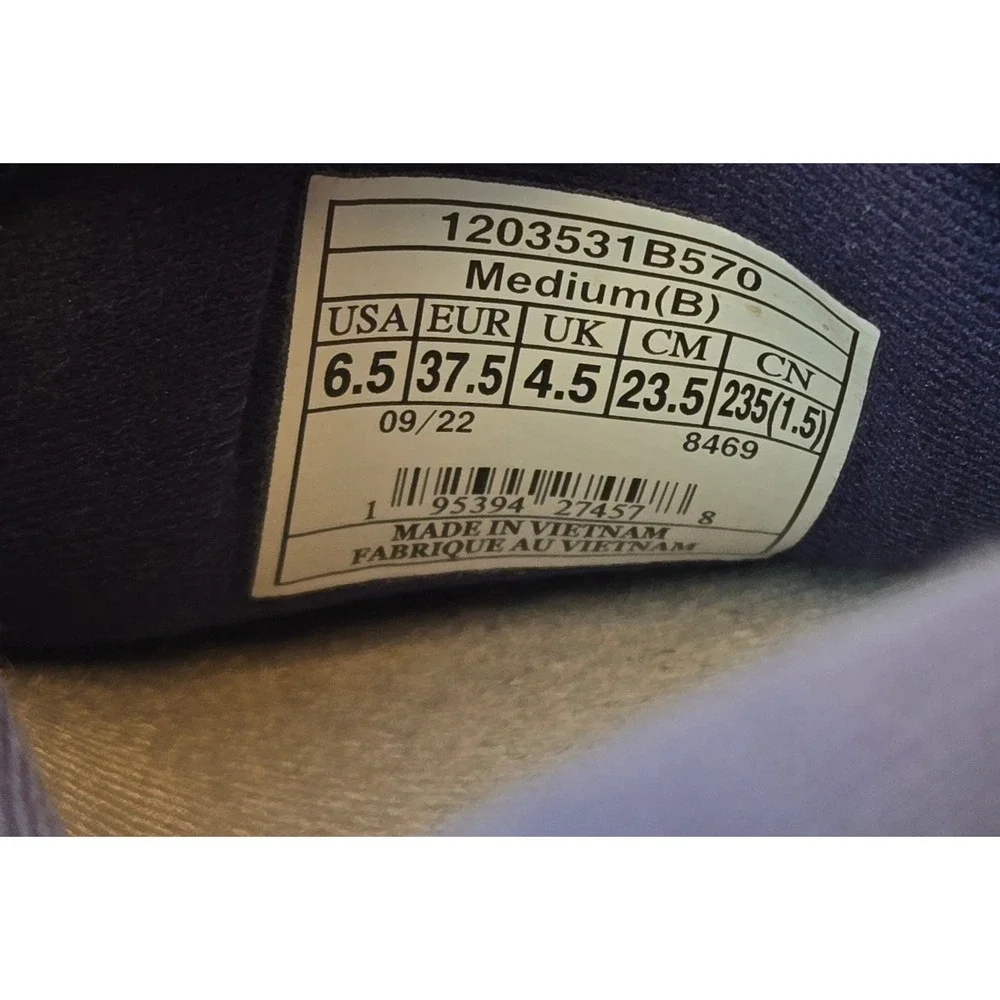 1203531B570
Medium(B)
USA EUR UK CM CN
6.5 37.5 4.5 23.5 235(1.5)
09/22 8469
1 95394 27457 8
MADE IN VIETNAM
FABRIQUE AU VIETNAM